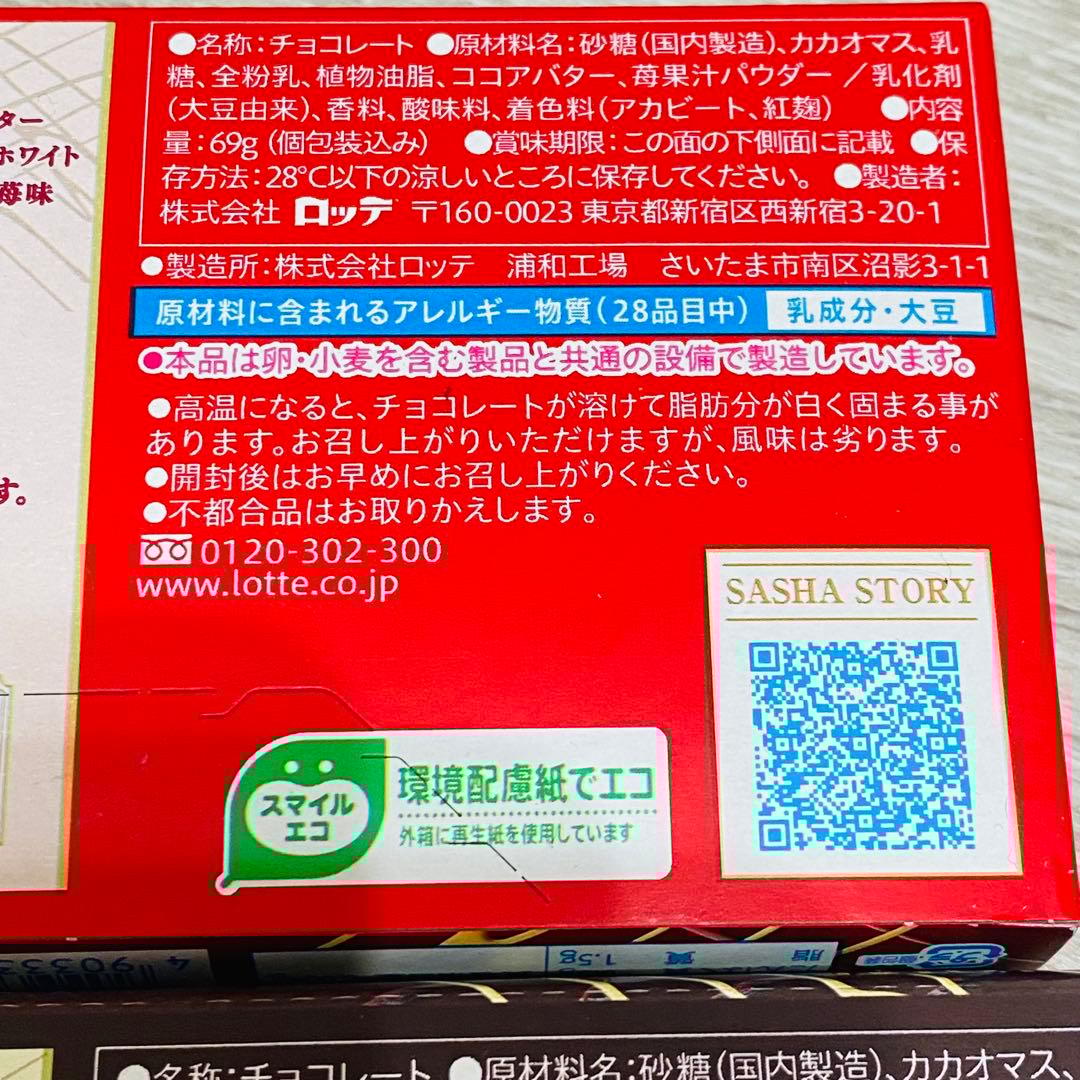 ター
ホワイト
苺味
す。
●名称：チョコレート ●原材料名：砂糖（国内製造）、カカオマス、乳
糖、全粉乳、植物油脂、ココアバター、苺果汁パウダー ／乳化剤
（大豆由来）、香料、酸味料、着色料（アカビート、紅麹） ●内容
量：69g（個包装込み） ●賞味期限：この面の下側面に記載 ●保
存方法：28℃以下の涼しいところに保存してください。 ●製造者：
株式会社 ロッテ 〒160-0023 東京都新宿区西新宿3-20-1
●製造所：株式会社ロッテ 浦和工場 さいたま市南区沼影3-1-1
原材料に含まれるアレルギー物質（28品目中） 乳成分・大豆
●本品は卵・小麦を含む製品と共通の設備で製造しています。
●高温になると、チョコレートが溶けて脂肪分が白く固まる事が
あります。お召し上がりいただけますが、風味は劣ります。
●開封後はお早めにお召し上がりください。
●不都合品はお取りかえします。
0120-302-300
www.lotte.co.jp
SASHA STORY
スマイル
エコ
環境配慮紙でエコ
外箱に再生紙を使用しています
1.5g
●名称：チョコレート ●原材料名：砂糖（国内製造）、カカオマス、